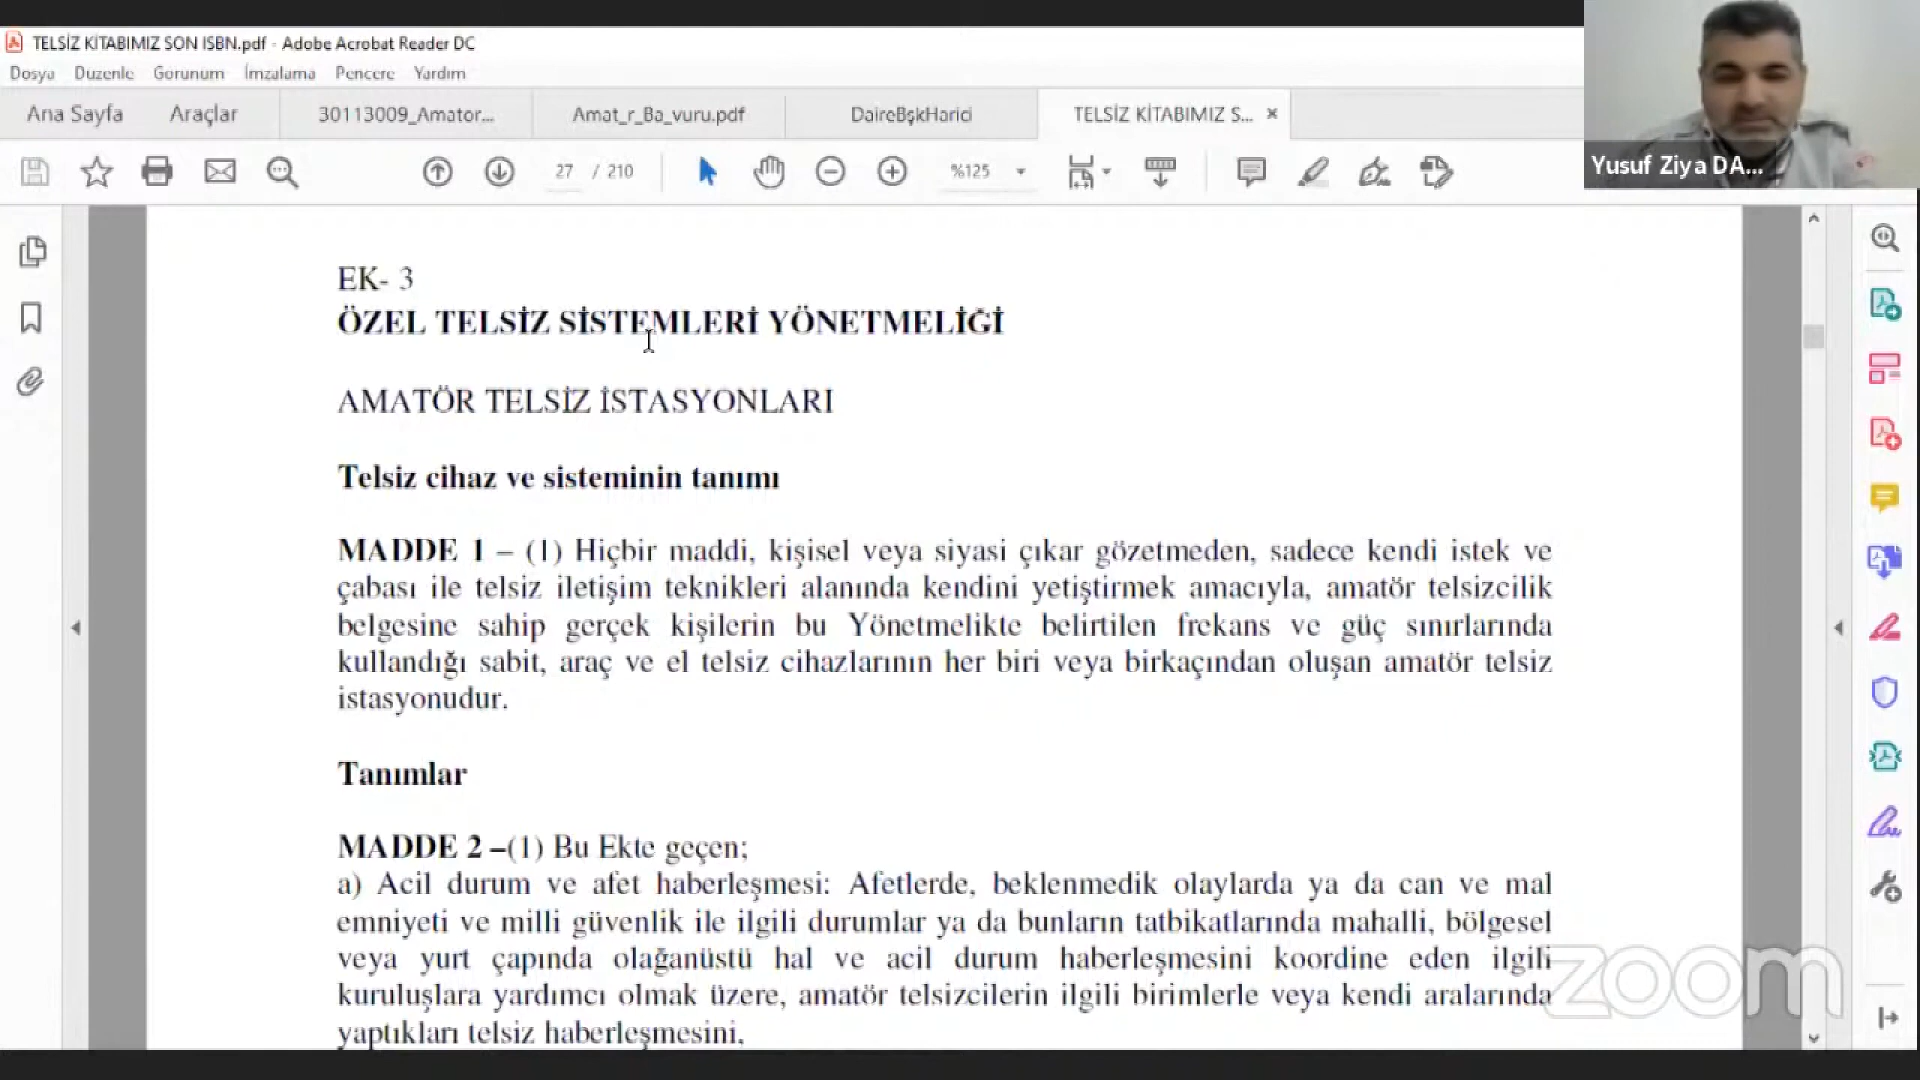 TELSİZ KİTABIMIZ SON ISBN.pdf - Adobe Acrobat Reader DC
Dosya Duzenle Gorunum İmzalama Pencere Yardım
Ana Sayfa Araçlar 30113009_Amator... Amat_r_Ba_vuru.pdf DaireBşkHarici TELSİZ KİTABIMIZ S... ×
27 / 210 %125
Yusuf Ziya DA...
EK- 3
ÖZEL TELSİZ SİSTEMLERİ YÖNETMELİĞİ
AMATÖR TELSİZ İSTASYONLARI
Telsiz cihaz ve sisteminin tanımı
MADDE 1 – (1) Hiçbir maddi, kişisel veya siyasi çıkar gözetmeden, sadece kendi istek ve
çabası ile telsiz iletişim teknikleri alanında kendini yetiştirmek amacıyla, amatör telsizcilik
belgesine sahip gerçek kişilerin bu Yönetmelikte belirtilen frekans ve güç sınırlarında
kullandığı sabit, araç ve el telsiz cihazlarının her biri veya birkaçından oluşan amatör telsiz
istasyonudur.
Tanımlar
MADDE 2 –(1) Bu Ekte geçen;
a) Acil durum ve afet haberleşmesi: Afetlerde, beklenmedik olaylarda ya da can ve mal
emniyeti ve milli güvenlik ile ilgili durumlar ya da bunların tatbikatlarında mahalli, bölgesel
veya yurt çapında olağanüstü hal ve acil durum haberleşmesini koordine eden ilgili
kuruluşlara yardımcı olmak üzere, amatör telsizcilerin ilgili birimlerle veya kendi aralarında
yaptıkları telsiz haberleşmesini,
zoom